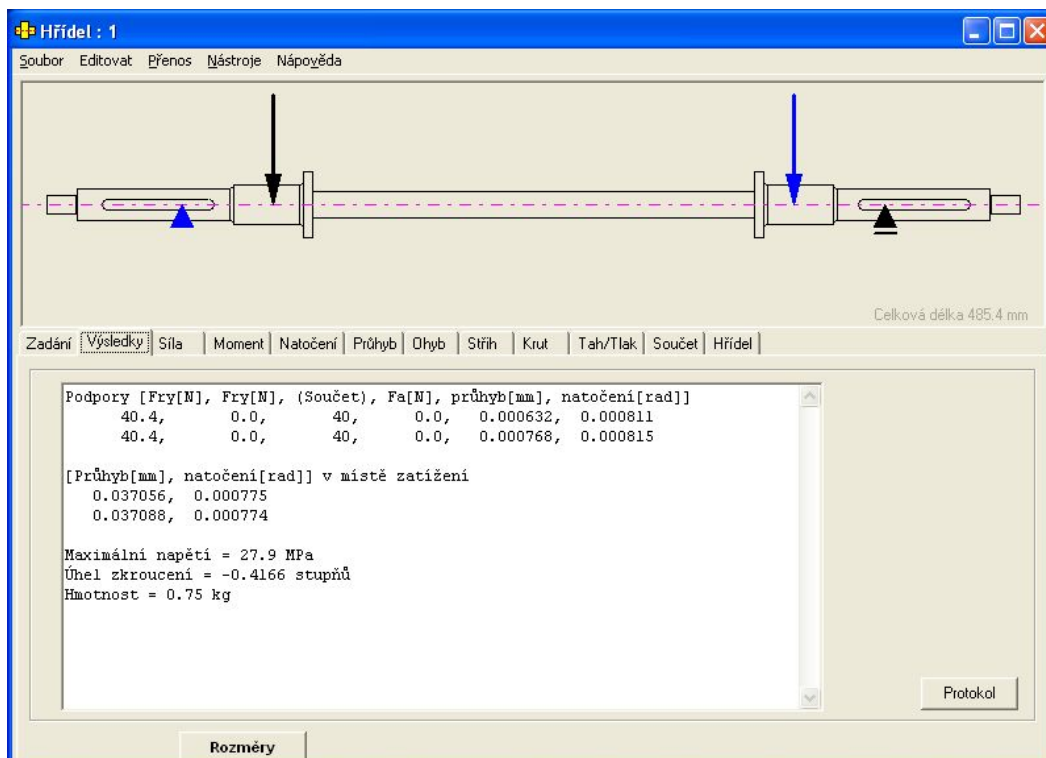 Hřídel : 1
Soubor Editovat Přenos Nástroje Nápověda
Celková délka 485.4 mm
Zadání Výsledky Síla Moment Natočení Průhyb Ohyb Střih Krut Tah/Tlak Součet Hřídel
Podpory [Fry[N], Fry[N], (Součet), Fa[N], průhyb[mm], natočení[rad]]
40.4, 0.0, 40, 0.0, 0.000632, 0.000811
40.4, 0.0, 40, 0.0, 0.000768, 0.000815
[Průhyb[mm], natočení[rad]] v místě zatížení
0.037056, 0.000775
0.037088, 0.000774
Maximální napětí = 27.9 MPa
Úhel zkroucení = -0.4166 stupňů
Hmotnost = 0.75 kg
Protokol
Rozměry